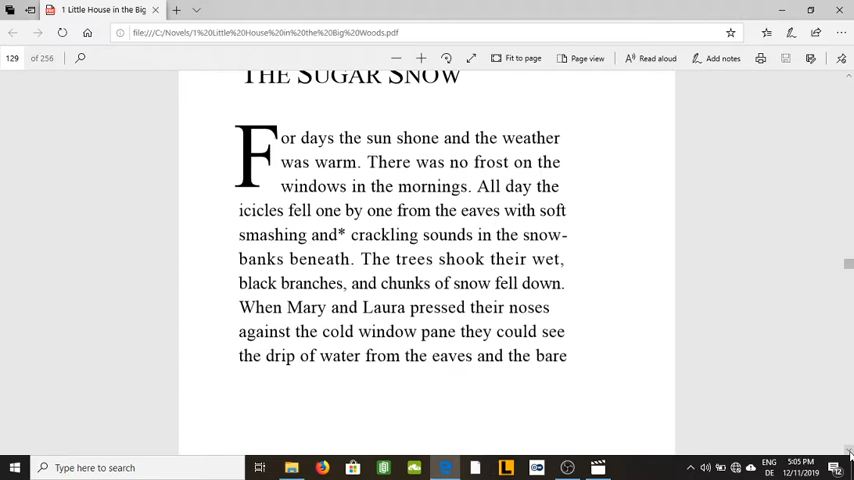 1 Little House in the Big
file:///C:/Novels/1%20Little%20House%20in%20the%20Big%20Woods.pdf
129 of 256
Fit to page
Page view
Read aloud
Add notes
THE SUGAR SNOW
For days the sun shone and the weather
was warm. There was no frost on the
windows in the mornings. All day the
icicles fell one by one from the eaves with soft
smashing and* crackling sounds in the snow-
banks beneath. The trees shook their wet,
black branches, and chunks of snow fell down.
When Mary and Laura pressed their noses
against the cold window pane they could see
the drip of water from the eaves and the bare
Type here to search
ENG
DE
5:05 PM
12/11/2019
12